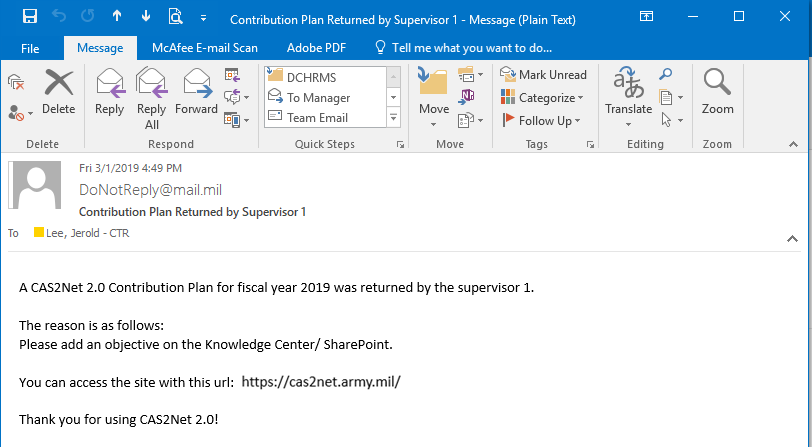 Contribution Plan Returned by Supervisor 1 - Message (Plain Text)
File Message McAfee E-mail Scan Adobe PDF Tell me what you want to do...
Delete
Reply
Reply All
Forward
DCHRMS
To Manager
Team Email
Move
Mark Unread
Categorize
Follow Up
Translate
Zoom
Delete Respond Quick Steps Move Tags Editing Zoom
Fri 3/1/2019 4:49 PM
DoNotReply@mail.mil
Contribution Plan Returned by Supervisor 1
To Lee, Jerold - CTR
A CAS2Net 2.0 Contribution Plan for fiscal year 2019 was returned by the supervisor 1.
The reason is as follows:
Please add an objective on the Knowledge Center/ SharePoint.
You can access the site with this url: https://cas2net.army.mil/
Thank you for using CAS2Net 2.0!